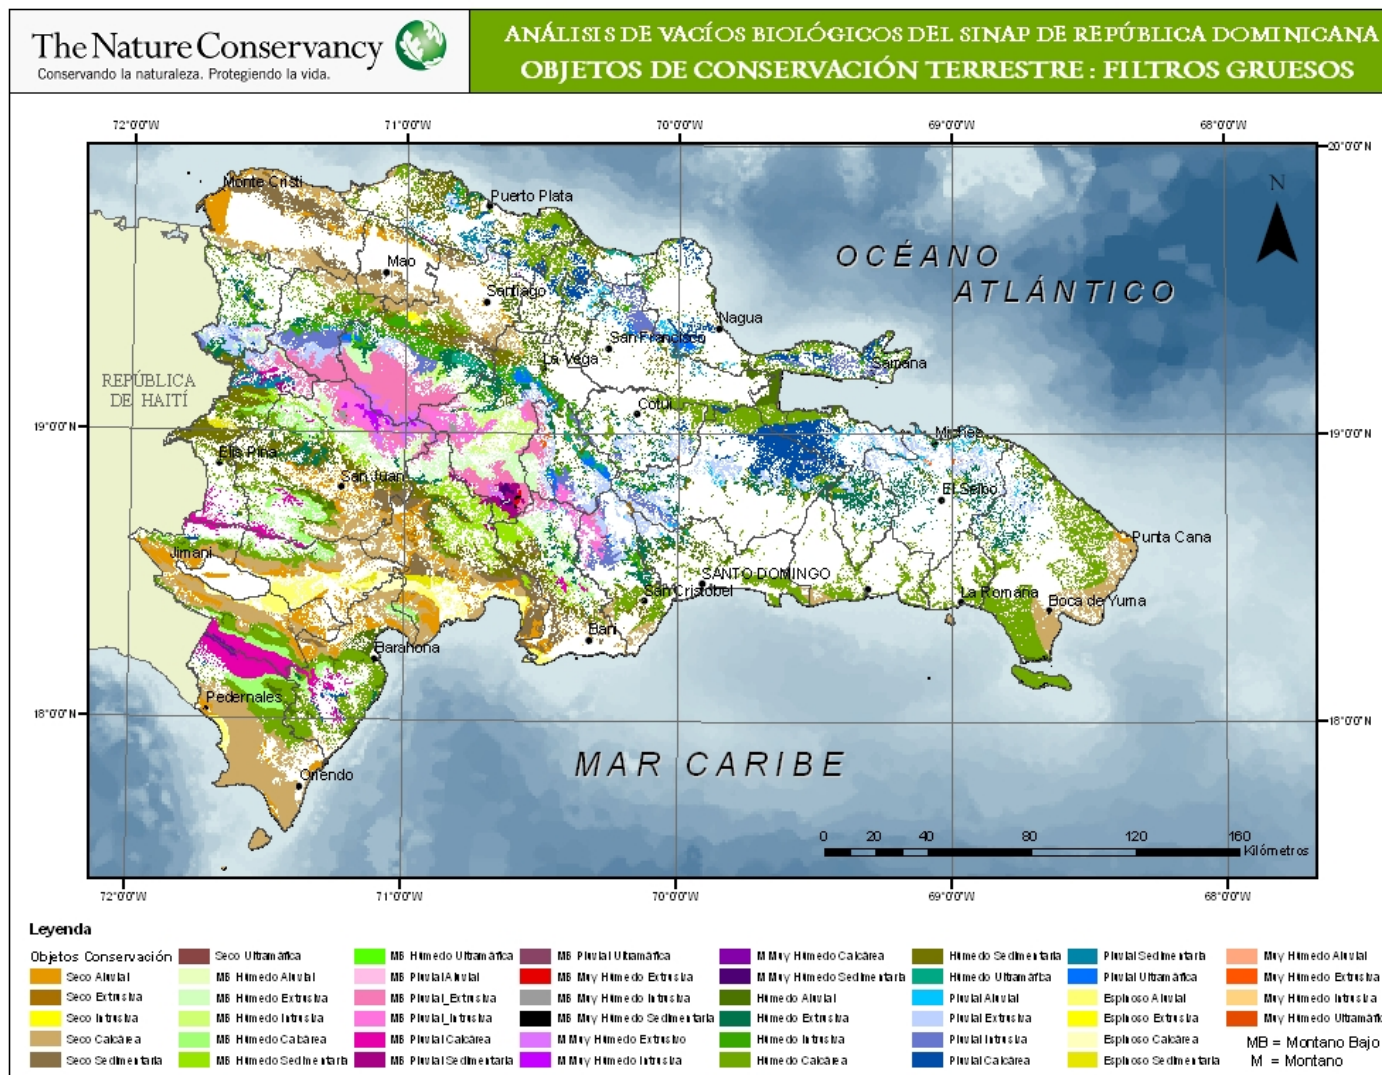 The Nature Conservancy
Conservando la naturaleza. Protegiendo la vida.
ANÁLISIS DE VACÍOS BIOLÓGICOS DEL SINAP DE REPÚBLICA DOMINICANA
OBJETOS DE CONSERVACIÓN TERRESTRE : FILTROS GRUESOS
72°0'0"W 71°0'0"W 70°0'0"W 69°0'0"W 68°0'0"W
20°0'0"N
N
Monte Cristi
Puerto Plata
OCÉANO
ATLÁNTICO
Mao
Santiago
Nagua
San Francisco
La Vega
Samaná
REPÚBLICA
DE HAITÍ
Cotuí
19°0'0"N 19°0'0"N
Miches
Elis Piña
San Juan
El Seibo
Punta Cana
Jimaní
SANTO DOMINGO
San Cristóbel
La Romana
Boca de Yuma
Baní
Barahona
Pedernales
18°0'0"N 18°0'0"N
MAR CARIBE
Oriendo
0 20 40 80 120 160
Kilómetros
72°0'0"W 71°0'0"W 70°0'0"W 69°0'0"W 68°0'0"W
Leyenda
Objetos Conservación
Seco Aluvial
Seco Extrusiva
Seco Intrusiva
Seco Calcárea
Seco Sedimentaria
Seco Ultramáfica
MB Húmedo Aluvial
MB Húmedo Extrusiva
MB Húmedo Intrusiva
MB Húmedo Calcárea
MB Húmedo Sedimentaria
MB Húmedo Ultramáfica
MB Pluvial Aluvial
MB Pluvial_Extrusiva
MB Pluvial_Intrusiva
MB Pluvial Calcárea
MB Pluvial Sedimentaria
MB Pluvial Ultramáfica
MB Muy Húmedo Extrusiva
MB Muy Húmedo Intrusiva
MB Muy Húmedo Sedimentaria
M Muy Húmedo Extrusivo
M Muy Húmedo Intrusiva
M Muy Húmedo Calcárea
M Muy Húmedo Sedimentaria
Húmedo Aluvial
Húmedo Extrusiva
Húmedo Intrusiva
Húmedo Calcárea
Húmedo Sedimentaria
Húmedo Ultramáfica
Pluvial Aluvial
Pluvial Extrusiva
Pluvial Intrusiva
Pluvial Calcárea
Pluvial Sedimentaria
Pluvial Ultramáfica
Espinoso Aluvial
Espinoso Extrusiva
Espinoso Calcárea
Espinoso Sedimentaria
Muy Húmedo Aluvial
Muy Húmedo Extrusiva
Muy Húmedo Intrusiva
Muy Húmedo Ultramáfi
MB = Montano Bajo
M = Montano